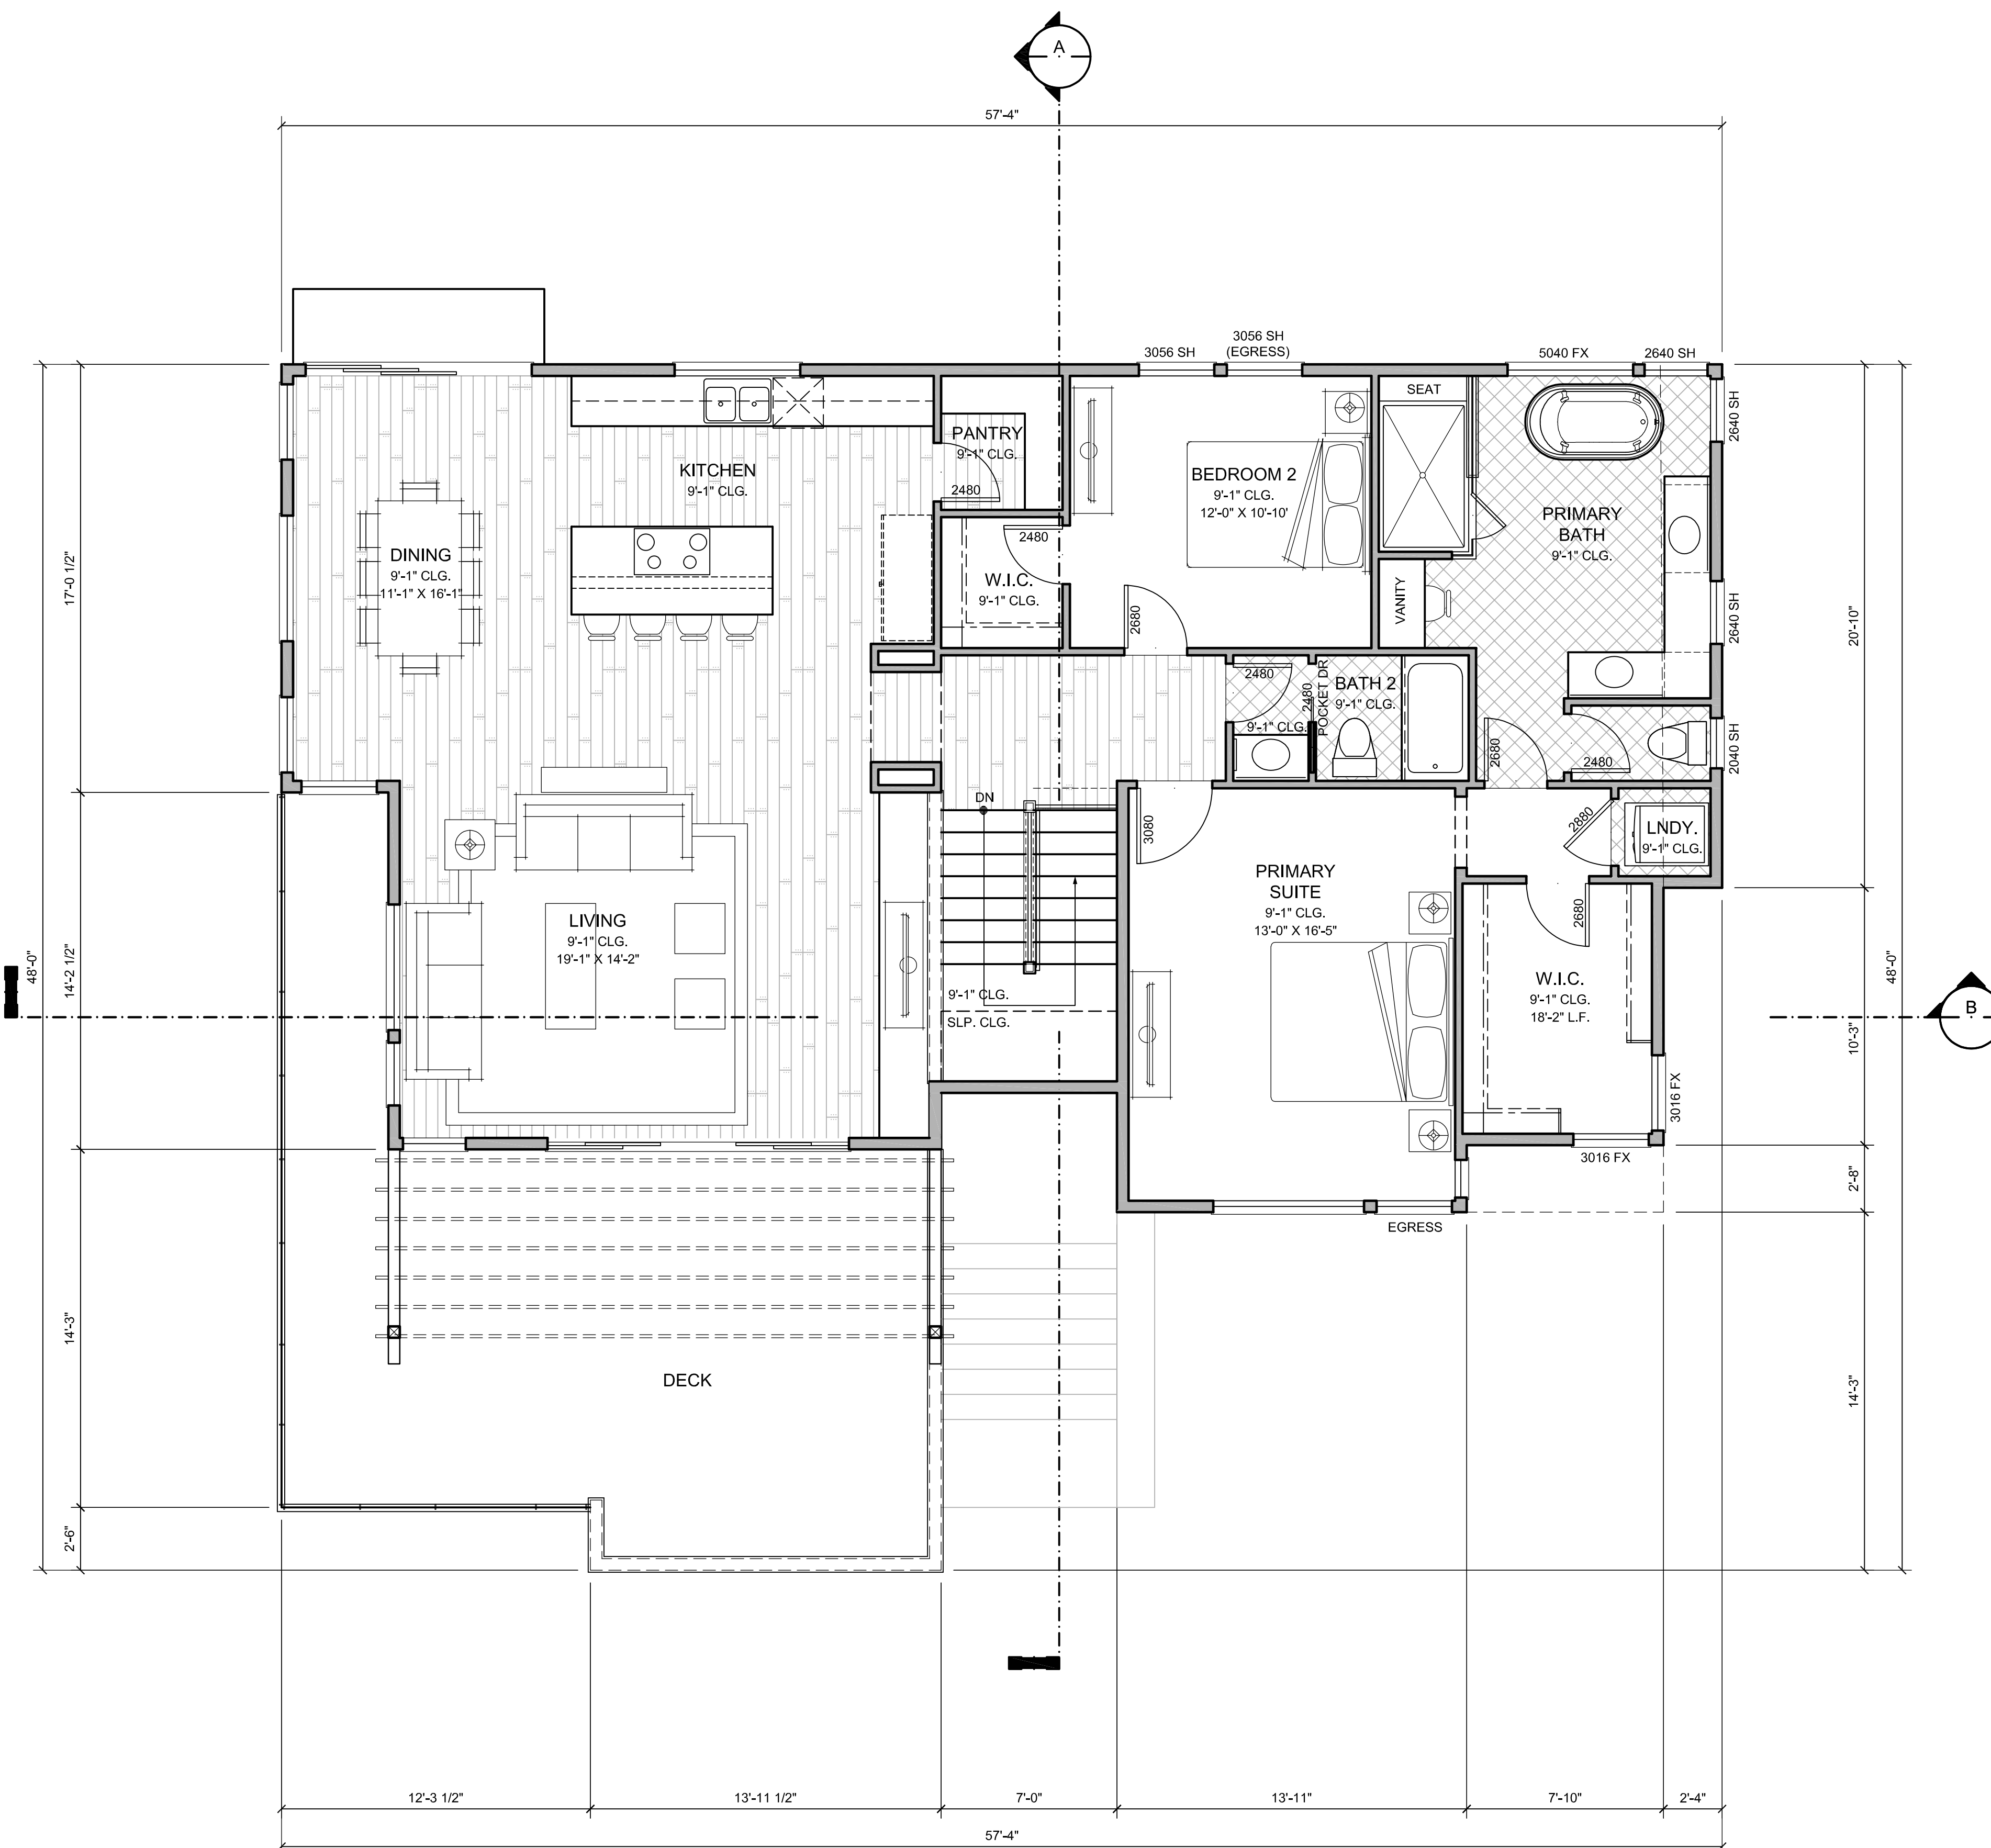 A
57'-4"
3056 SH
3056 SH
(EGRESS)
5040 FX
2640 SH
SEAT
2640 SH
PANTRY
9'-1" CLG.
2480
KITCHEN
9'-1" CLG.
BEDROOM 2
9'-1" CLG.
12'-0" X 10'-10'
PRIMARY
BATH
9'-1" CLG.
2480
DINING
9'-1" CLG.
11'-1" X 16'-1"
17'-0 1/2"
W.I.C.
9'-1" CLG.
VANITY
2680
2640 SH
20'-10"
2480
2480
POCKET DR
BATH 2
9'-1" CLG.
9'-1" CLG.
2680
2480
2040 SH
DN
3080
2880
LNDY.
9'-1" CLG.
PRIMARY
SUITE
9'-1" CLG.
13'-0" X 16'-5"
2680
LIVING
9'-1" CLG.
19'-1" X 14'-2"
48'-0"
14'-2 1/2"
9'-1" CLG.
SLP. CLG.
W.I.C.
9'-1" CLG.
18'-2" L.F.
48'-0"
10'-3"
B
3016 FX
3016 FX
2'-8"
EGRESS
14'-3"
DECK
14'-3"
2'-6"
12'-3 1/2"
13'-11 1/2"
7'-0"
13'-11"
7'-10"
2'-4"
57'-4"